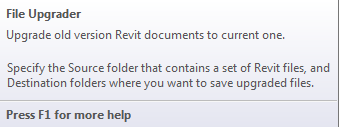 File Upgrader
Upgrade old version Revit documents to current one.
Specify the Source folder that contains a set of Revit files, and
Destination folders where you want to save upgraded files.
Press F1 for more help